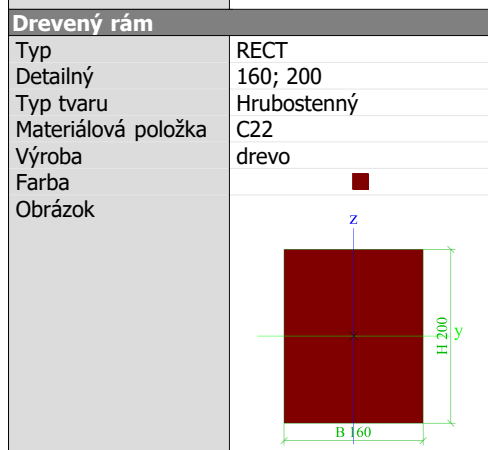 Drevený rám
Typ RECT
Detailný 160; 200
Typ tvaru Hrubostenný
Materiálová položka C22
Výroba drevo
Farba
Obrázok
z
H 200
y
B 160